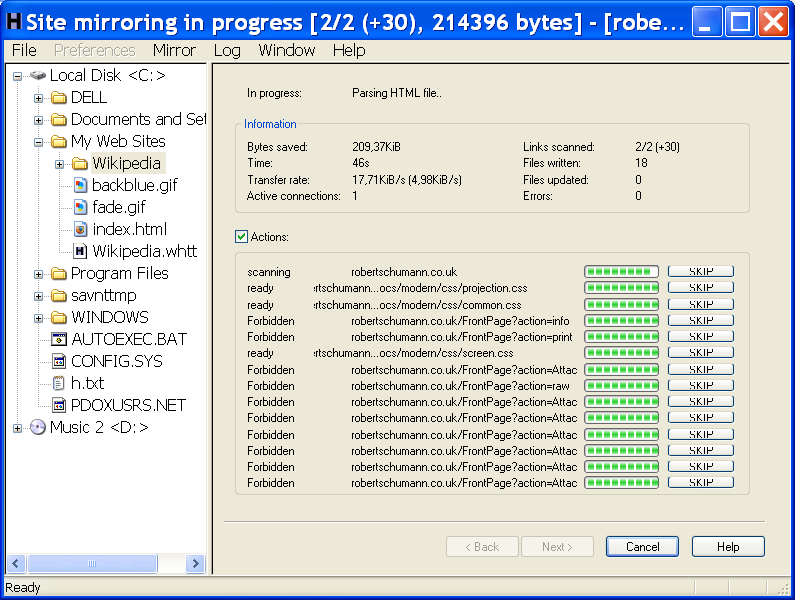 Site mirroring in progress [2/2 (+30), 214396 bytes] - [robe...
File Preferences Mirror Log Window Help
Local Disk <C:>
DELL
Documents and Set
My Web Sites
Wikipedia
backblue.gif
fade.gif
index.html
Wikipedia.whtt
Program Files
savnttmp
WINDOWS
AUTOEXEC.BAT
CONFIG.SYS
h.txt
PDOXUSRS.NET
Music 2 <D:>
In progress: Parsing HTML file..
Information
Bytes saved: 209,37KiB Links scanned: 2/2 (+30)
Time: 46s Files written: 18
Transfer rate: 17,71KiB/s (4,98KiB/s) Files updated: 0
Active connections: 1 Errors: 0
Actions:
scanning robertschumann.co.uk SKIP
ready rtschumann...ocs/modern/css/projection.css SKIP
ready rtschumann...ocs/modern/css/common.css SKIP
Forbidden robertschumann.co.uk/FrontPage?action=info SKIP
Forbidden robertschumann.co.uk/FrontPage?action=print SKIP
ready rtschumann...ocs/modern/css/screen.css SKIP
Forbidden robertschumann.co.uk/FrontPage?action=Attac SKIP
Forbidden robertschumann.co.uk/FrontPage?action=raw SKIP
Forbidden robertschumann.co.uk/FrontPage?action=Attac SKIP
Forbidden robertschumann.co.uk/FrontPage?action=Attac SKIP
Forbidden robertschumann.co.uk/FrontPage?action=Attac SKIP
Forbidden robertschumann.co.uk/FrontPage?action=Attac SKIP
Forbidden robertschumann.co.uk/FrontPage?action=Attac SKIP
Forbidden robertschumann.co.uk/FrontPage?action=Attac SKIP
< Back Next > Cancel Help
Ready